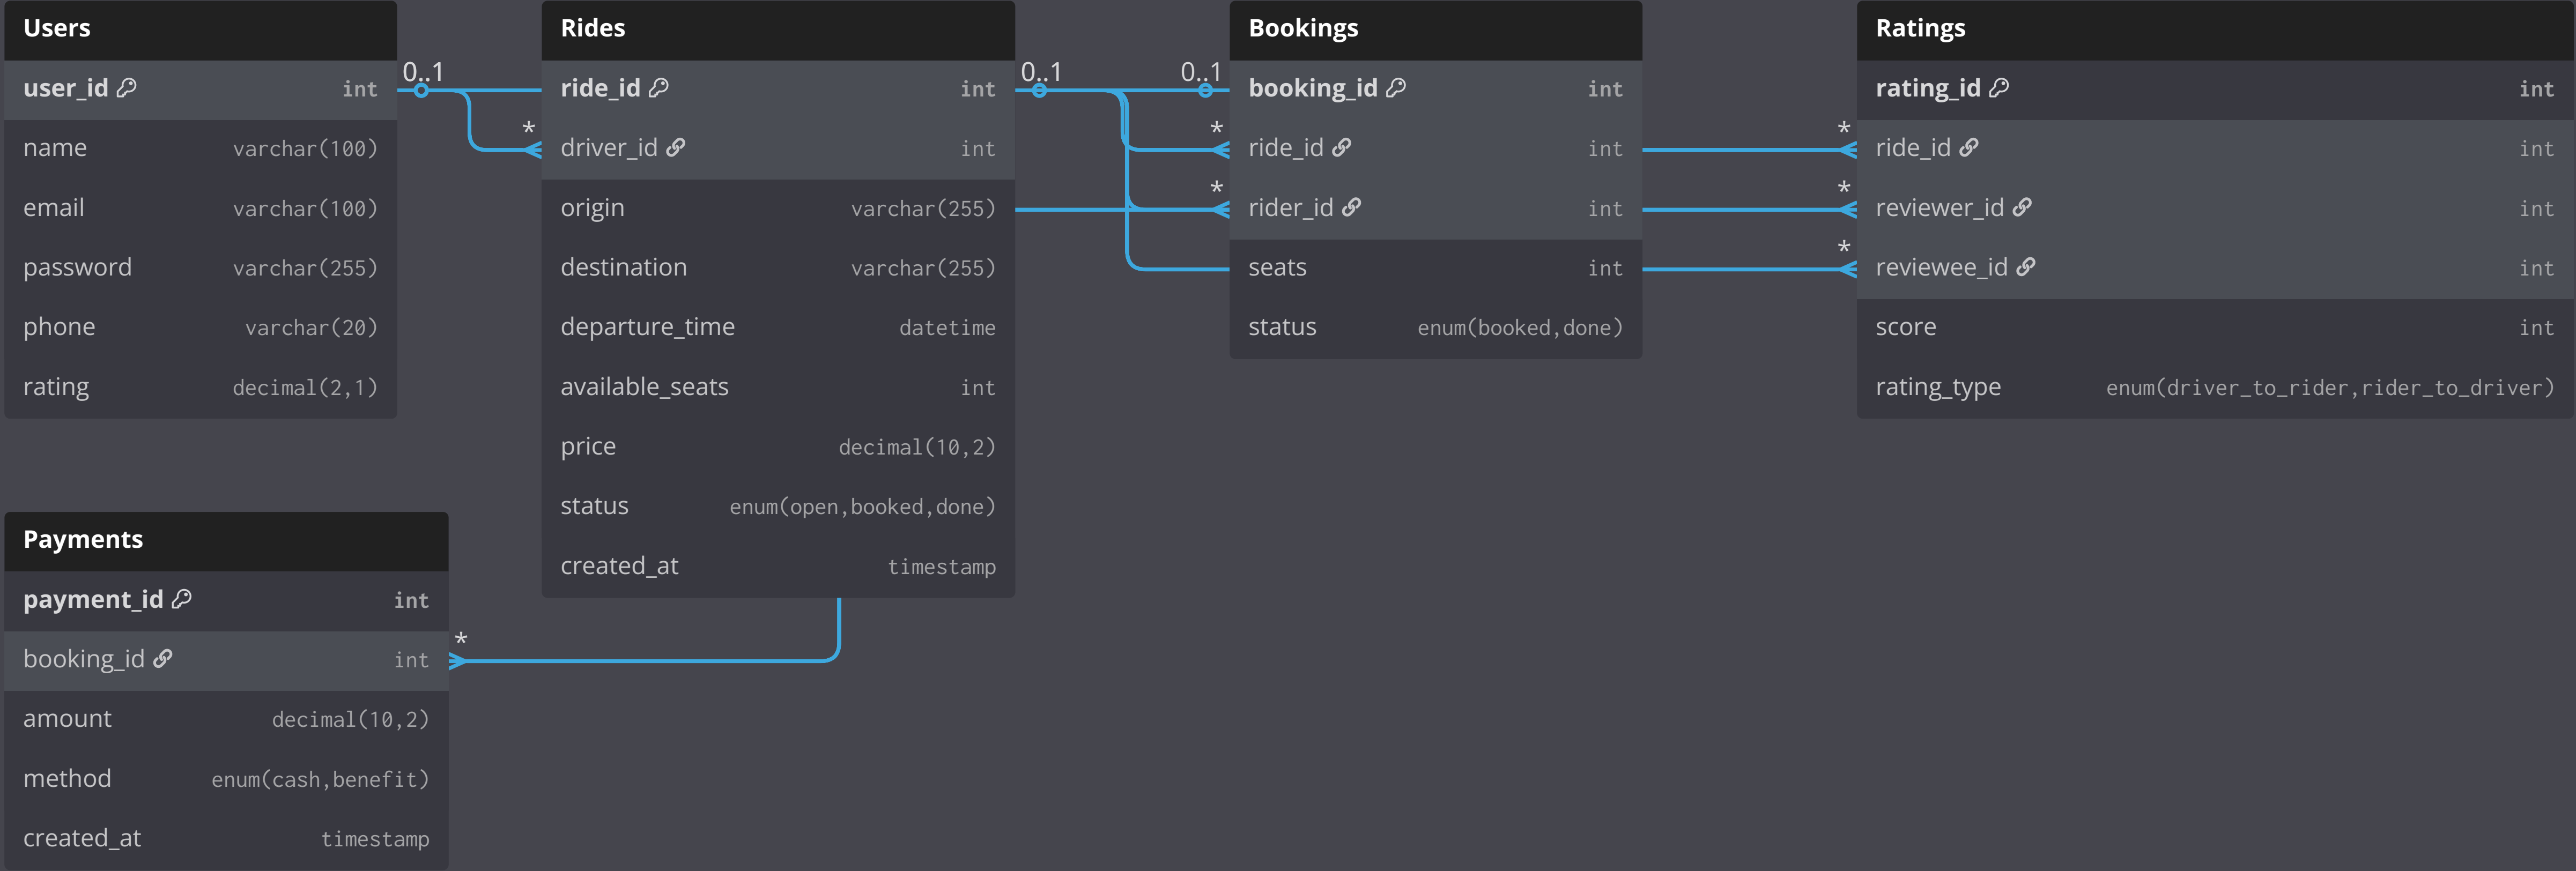 Users
user_id int
name varchar(100)
email varchar(100)
password varchar(255)
phone varchar(20)
rating decimal(2,1)
0..1
*
Rides
ride_id int
driver_id int
origin varchar(255)
destination varchar(255)
departure_time datetime
available_seats int
price decimal(10,2)
status enum(open,booked,done)
created_at timestamp
0..1
0..1
*
*
Bookings
booking_id int
ride_id int
rider_id int
seats int
status enum(booked,done)
*
*
*
Ratings
rating_id int
ride_id int
reviewer_id int
reviewee_id int
score int
rating_type enum(driver_to_rider,rider_to_driver)
Payments
payment_id int
booking_id int
*
amount decimal(10,2)
method enum(cash,benefit)
created_at timestamp